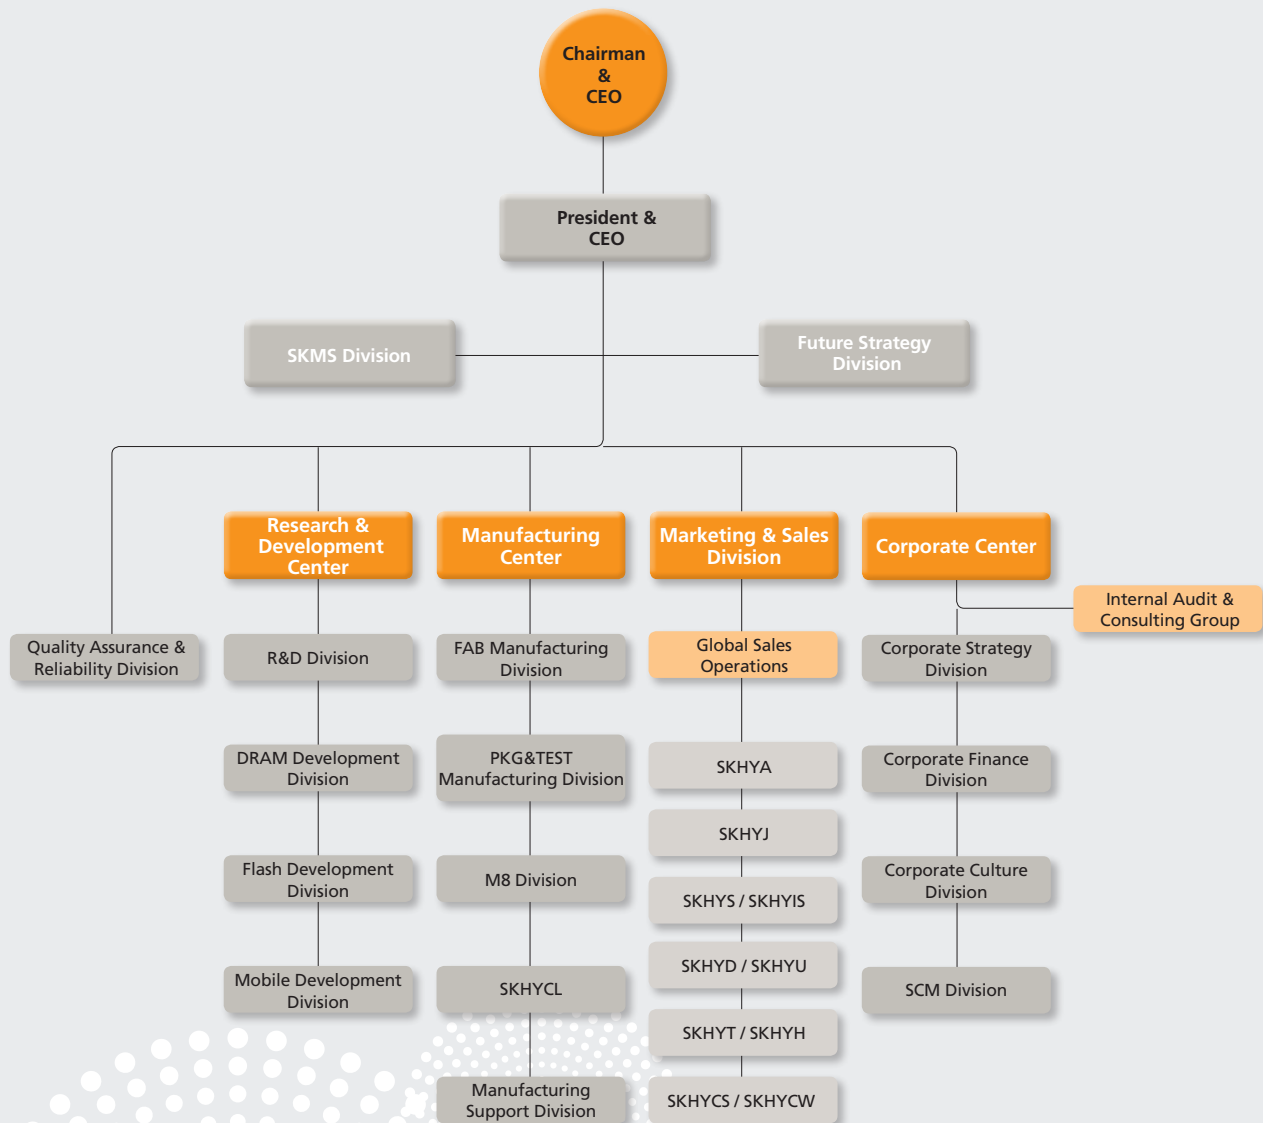 Chairman
&
CEO
President &
CEO
SKMS Division
Future Strategy
Division
Research &
Development
Center
Manufacturing
Center
Marketing & Sales
Division
Corporate Center
Internal Audit &
Consulting Group
Quality Assurance &
Reliability Division
R&D Division
FAB Manufacturing
Division
Global Sales
Operations
Corporate Strategy
Division
DRAM Development
Division
PKG&TEST
Manufacturing Division
SKHYA
Corporate Finance
Division
SKHYJ
Flash Development
Division
M8 Division
SKHYS / SKHYIS
Corporate Culture
Division
SKHYD / SKHYU
Mobile Development
Division
SKHYCL
SCM Division
SKHYT / SKHYH
Manufacturing
Support Division
SKHYCS / SKHYCW